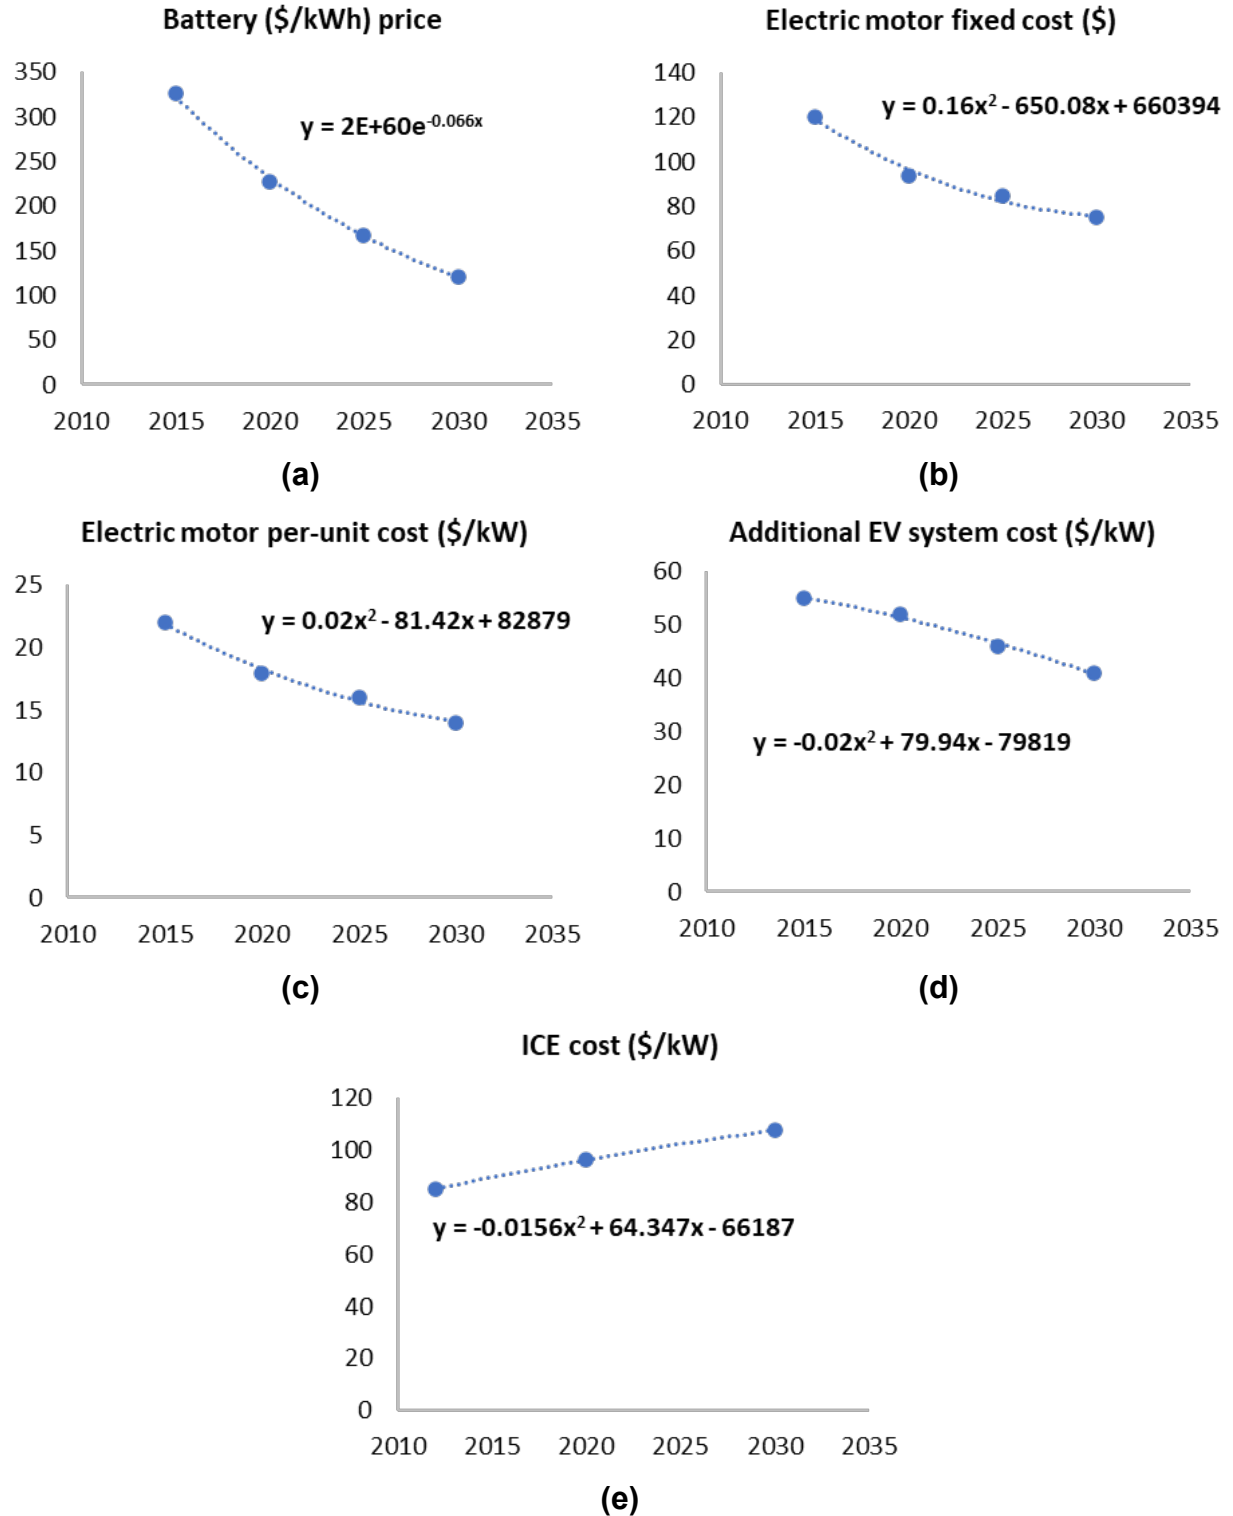 Battery ($/kWh) price
350
300
250
200
150
100
50
0
y = 2E+60e^-0.066x
2010 2015 2020 2025 2030 2035
(a)
Electric motor fixed cost ($)
140
120
100
80
60
40
20
0
y = 0.16x² - 650.08x + 660394
2010 2015 2020 2025 2030 2035
(b)
Electric motor per-unit cost ($/kW)
25
20
15
10
5
0
y = 0.02x² - 81.42x + 82879
2010 2015 2020 2025 2030 2035
(c)
Additional EV system cost ($/kW)
60
50
40
30
20
10
0
y = -0.02x² + 79.94x - 79819
2010 2015 2020 2025 2030 2035
(d)
ICE cost ($/kW)
120
100
80
60
40
20
0
y = -0.0156x² + 64.347x - 66187
2010 2015 2020 2025 2030 2035
(e)